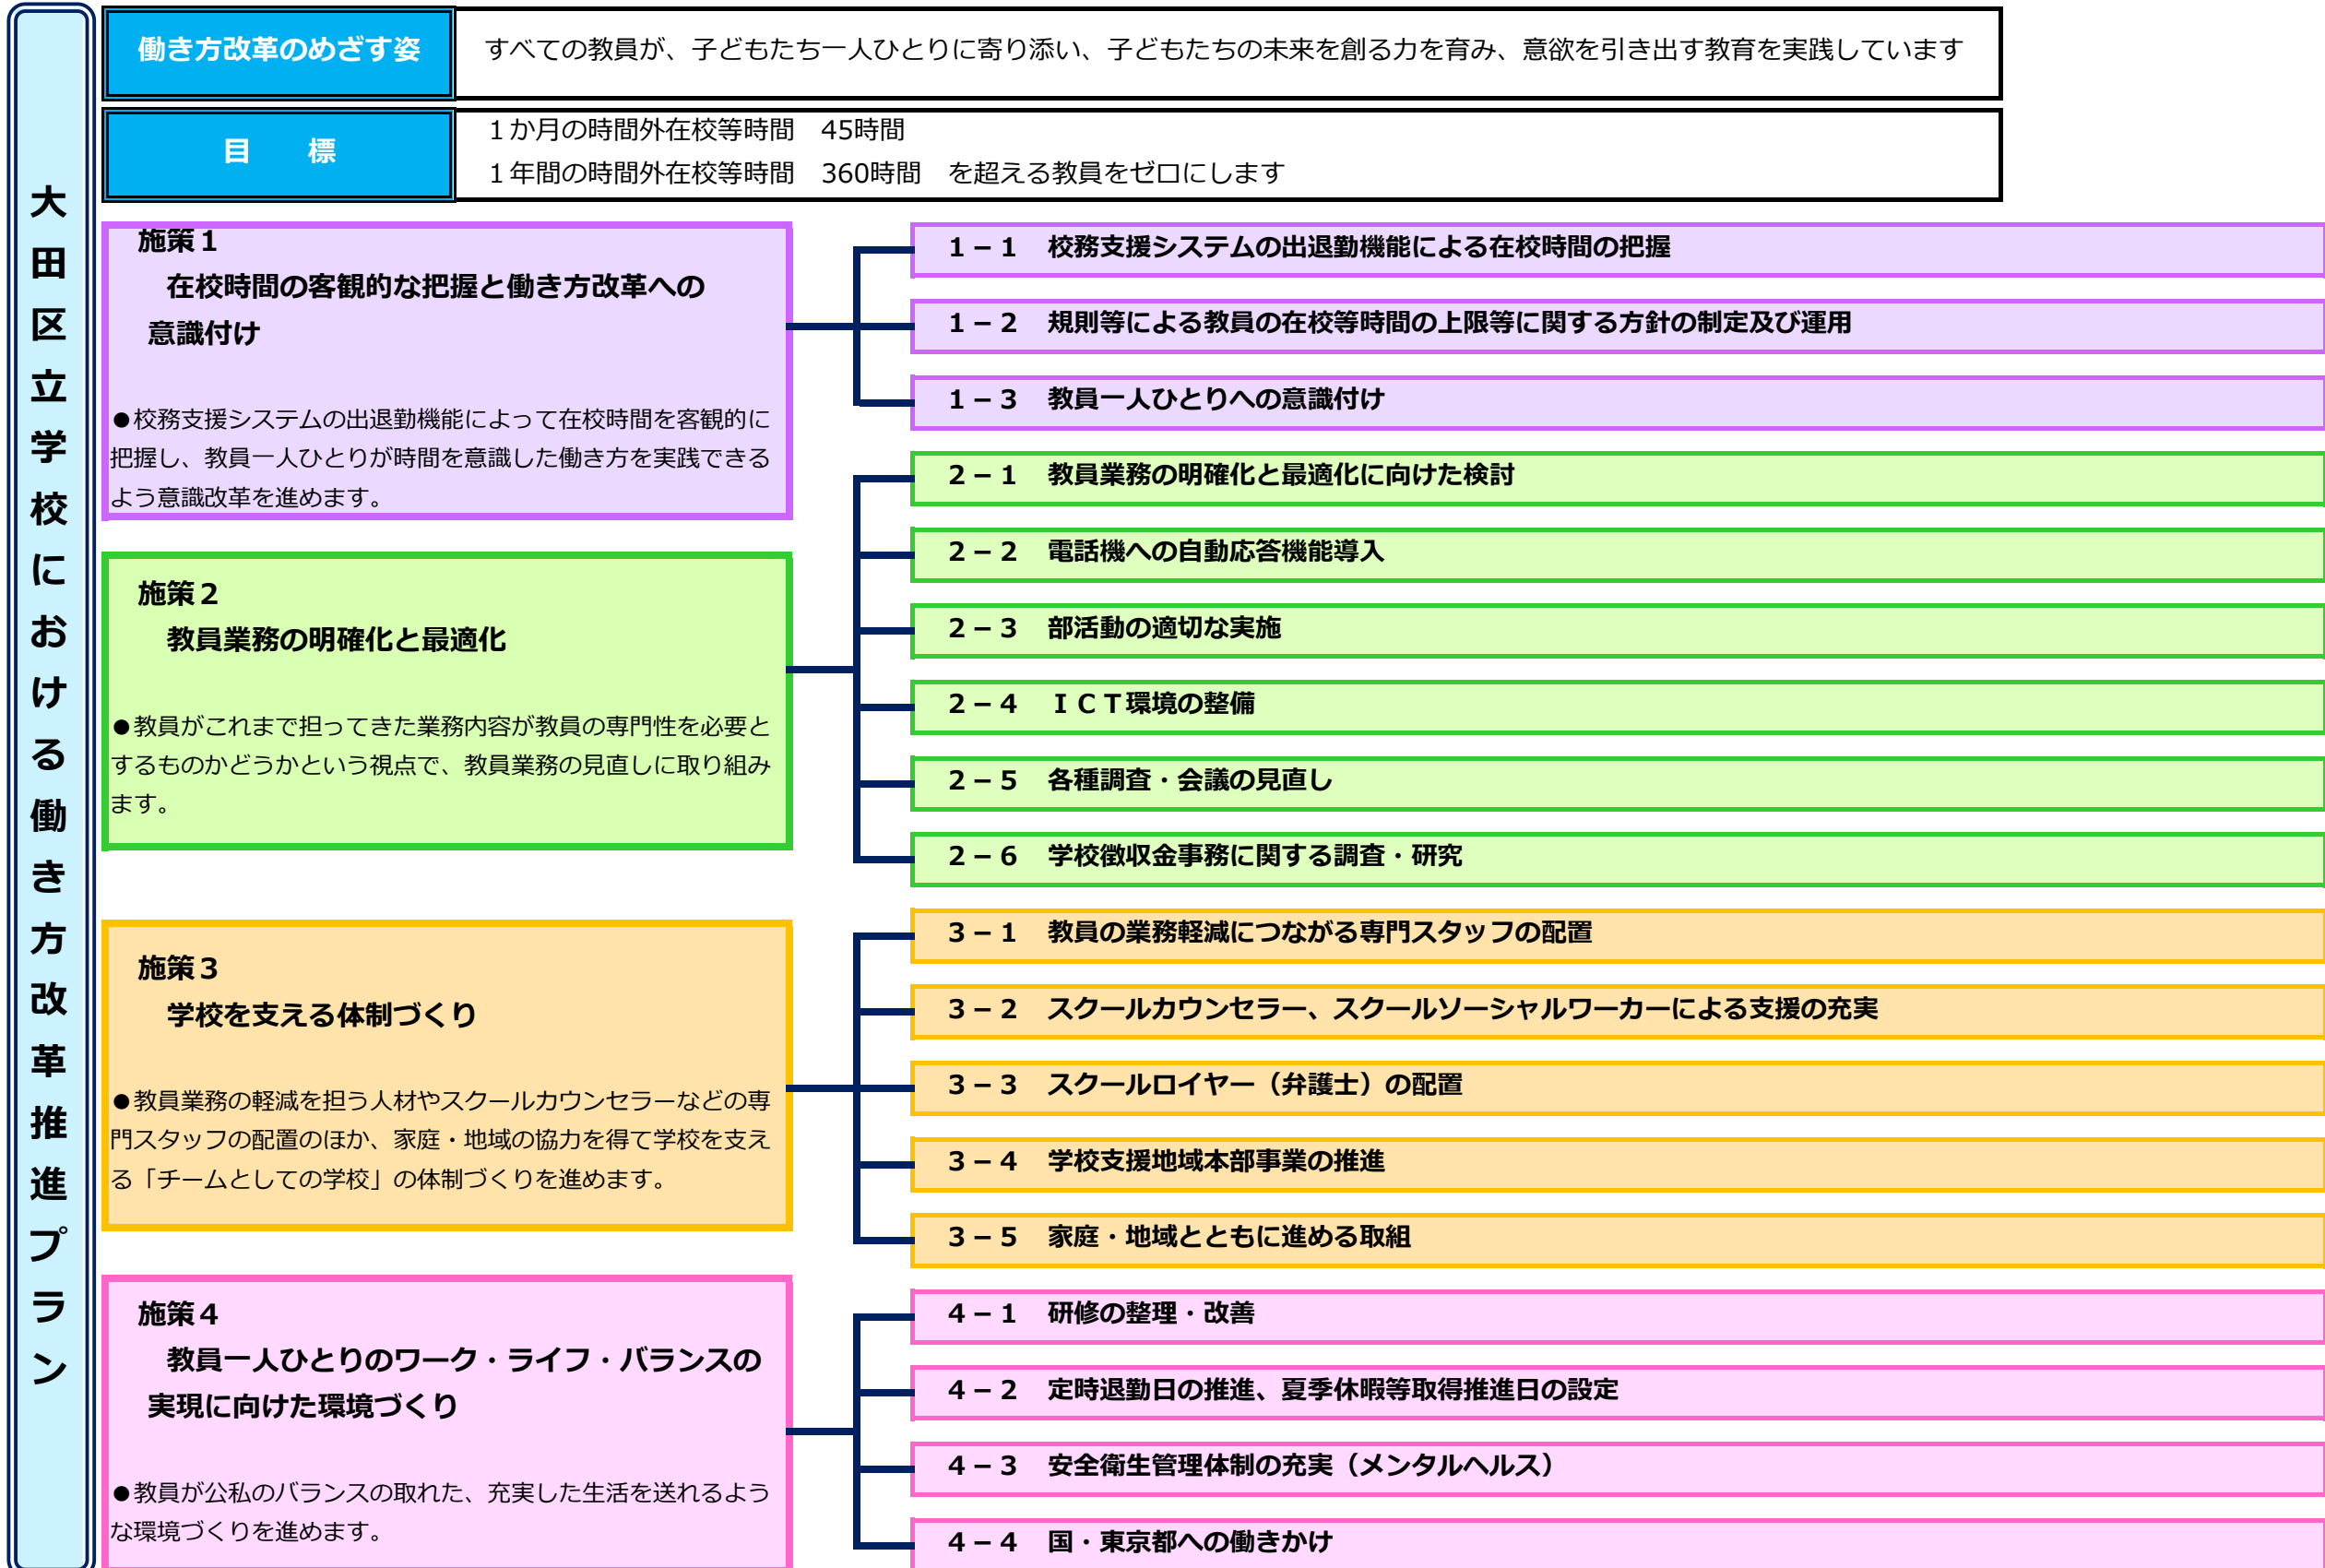 大田区立学校における働き方改革推進プラン
働き方改革のめざす姿
すべての教員が、子どもたち一人ひとりに寄り添い、子どもたちの未来を創る力を育み、意欲を引き出す教育を実践しています
目　標
１か月の時間外在校等時間　45時間
１年間の時間外在校等時間　360時間　を超える教員をゼロにします
施策１
在校時間の客観的な把握と働き方改革への
意識付け
●校務支援システムの出退勤機能によって在校時間を客観的に
把握し、教員一人ひとりが時間を意識した働き方を実践できる
よう意識改革を進めます。
１－１　校務支援システムの出退勤機能による在校時間の把握
１－２　規則等による教員の在校等時間の上限等に関する方針の制定及び運用
１－３　教員一人ひとりへの意識付け
施策２
教員業務の明確化と最適化
●教員がこれまで担ってきた業務内容が教員の専門性を必要と
するものかどうかという視点で、教員業務の見直しに取り組み
ます。
２－１　教員業務の明確化と最適化に向けた検討
２－２　電話機への自動応答機能導入
２－３　部活動の適切な実施
２－４　ＩＣＴ環境の整備
２－５　各種調査・会議の見直し
２－６　学校徴収金事務に関する調査・研究
施策３
学校を支える体制づくり
●教員業務の軽減を担う人材やスクールカウンセラーなどの専
門スタッフの配置のほか、家庭・地域の協力を得て学校を支え
る「チームとしての学校」の体制づくりを進めます。
３－１　教員の業務軽減につながる専門スタッフの配置
３－２　スクールカウンセラー、スクールソーシャルワーカーによる支援の充実
３－３　スクールロイヤー（弁護士）の配置
３－４　学校支援地域本部事業の推進
３－５　家庭・地域とともに進める取組
施策４
教員一人ひとりのワーク・ライフ・バランスの
実現に向けた環境づくり
●教員が公私のバランスの取れた、充実した生活を送れるよう
な環境づくりを進めます。
４－１　研修の整理・改善
４－２　定時退勤日の推進、夏季休暇等取得推進日の設定
４－３　安全衛生管理体制の充実（メンタルヘルス）
４－４　国・東京都への働きかけ